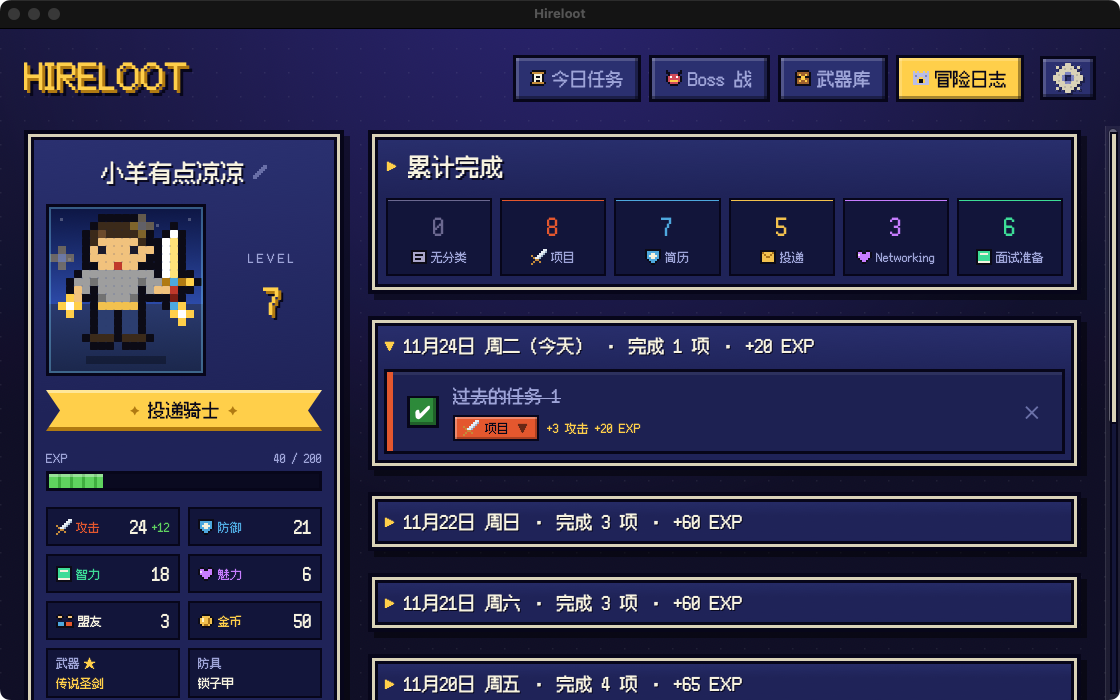 Hireloot
HIRELOOT
今日任务
Boss 战
武器库
冒险日志
小羊有点凉凉
LEVEL
7
投递骑士
EXP 40 / 200
攻击 24 +12
防御 21
智力 18
魅力 6
盟友 3
金币 50
武器
传说圣剑
防具
锁子甲
累计完成
0
无分类
8
项目
7
简历
5
投递
3
Networking
6
面试准备
11月24日 周二（今天） · 完成 1 项 · +20 EXP
过去的任务 1
项目 ▼ +3 攻击 +20 EXP
11月22日 周日 · 完成 3 项 · +60 EXP
11月21日 周六 · 完成 3 项 · +60 EXP
11月20日 周五 · 完成 4 项 · +65 EXP